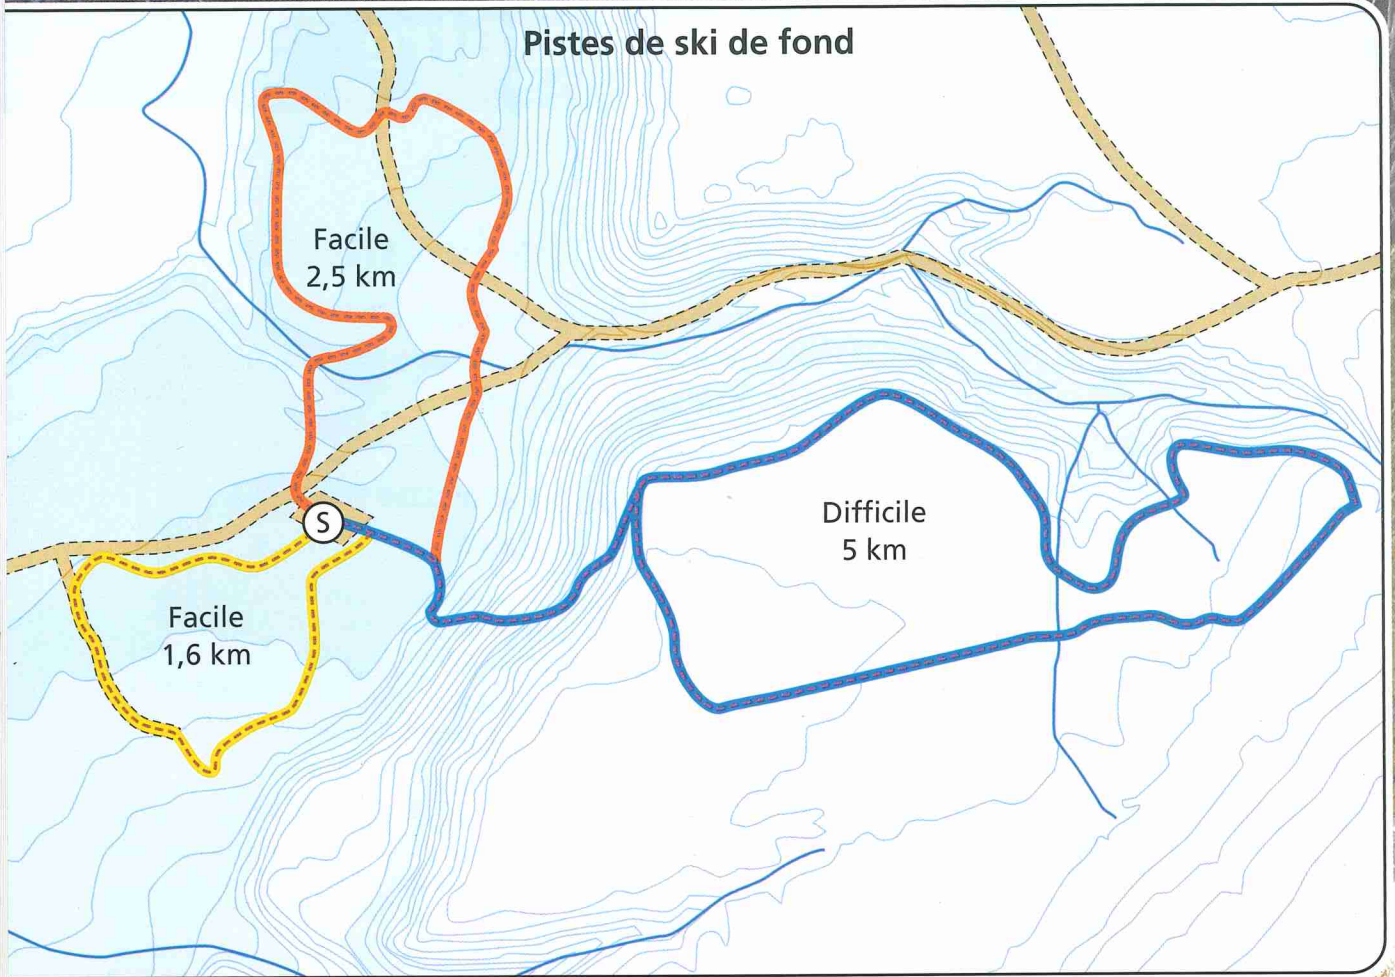 Pistes de ski de fond
Facile
2,5 km
S
Difficile
5 km
Facile
1,6 km